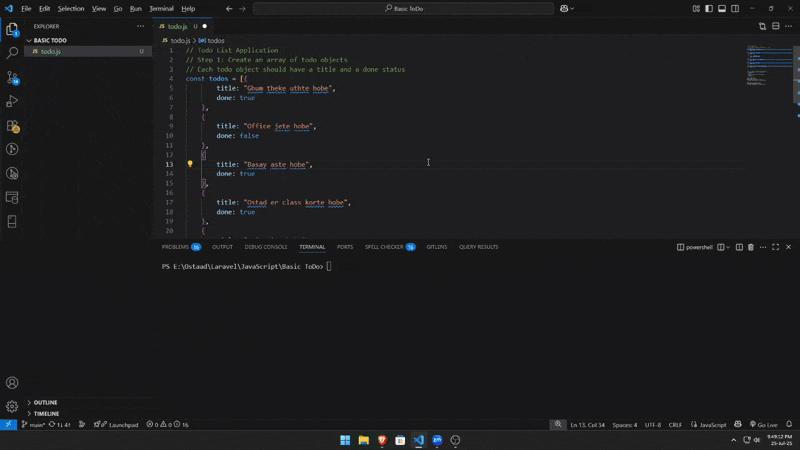 File Edit Selection View Go Run Terminal Help
Basic ToDo
EXPLORER
BASIC TODO
todo.js U
OUTLINE
TIMELINE
todo.js U
todo.js > todos
1 // Todo List Application
2 // Step 1: Create an array of todo objects
3 // Each todo object should have a title and a done status
4 const todos = [{
5 title: "Ghum theke uthte hobe",
6 done: true
7 },
8 {
9 title: "Office jete hobe",
10 done: false
11 },
12 {
13 title: "Basay aste hobe",
14 done: true
15 },
16 {
17 title: "Ostad er class korte hobe",
18 done: true
19 },
20 {
PROBLEMS 16 OUTPUT DEBUG CONSOLE TERMINAL PORTS SPELL CHECKER 16 GITLENS QUERY RESULTS
powershell
PS E:\Ostaad\Laravel\JavaScript\Basic ToDo>
main* 1↓ 4↑ Launchpad 0 0 16
Ln 13, Col 34 Spaces: 4 UTF-8 CRLF JavaScript Go Live
9:49:12 PM
25-Jul-25